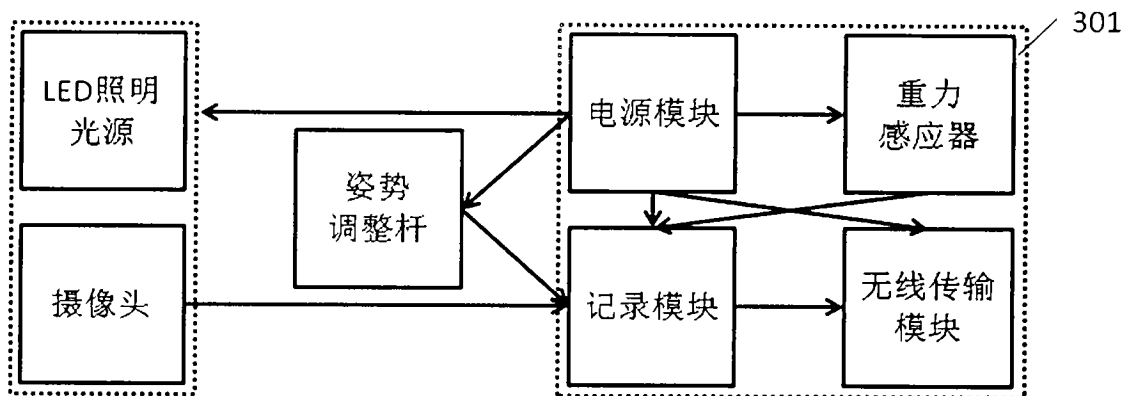 301
LED照明
光源
电源模块
重力
感应器
姿势
调整杆
摄像头
记录模块
无线传输
模块